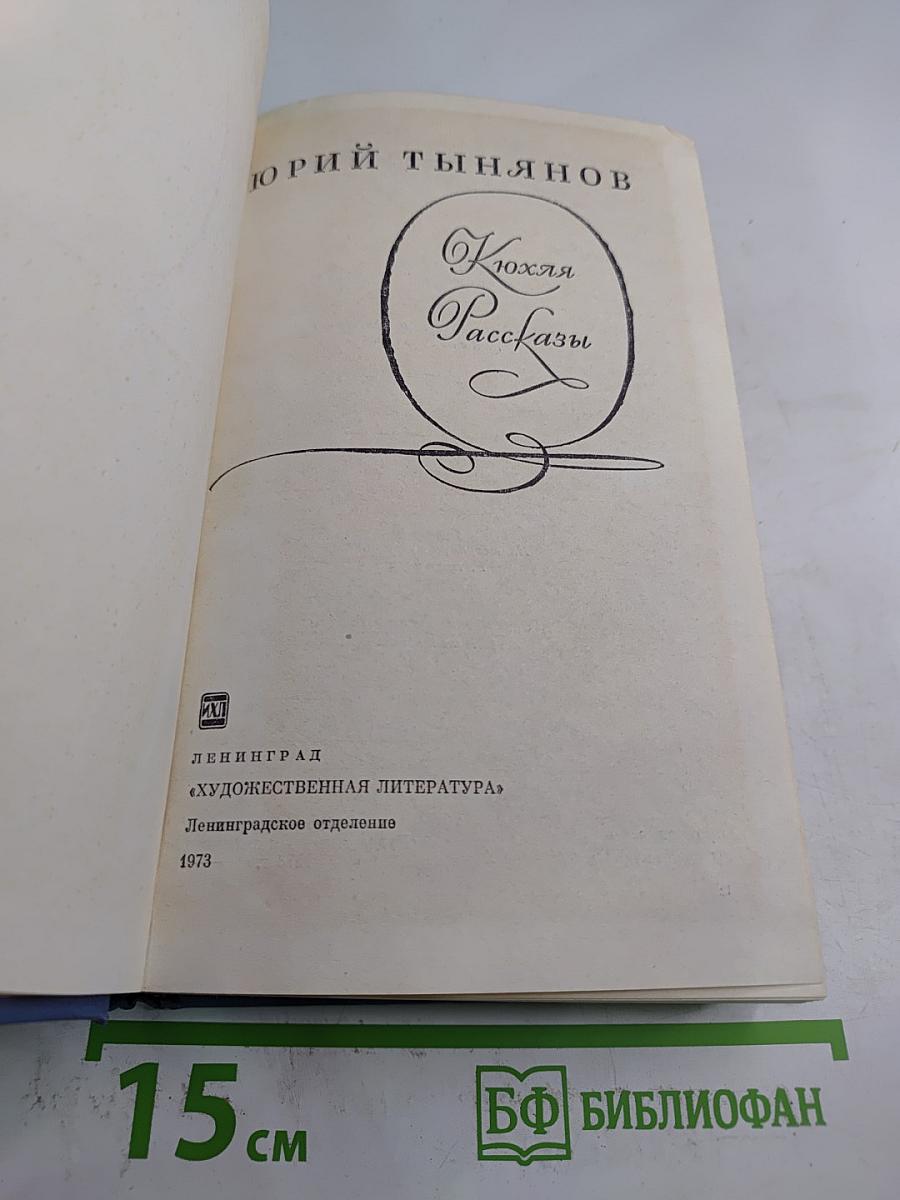 ЮРИЙ ТЫНЯНОВ
Кюхля
Рассказы
ИХЛ
ЛЕНИНГРАД
«ХУДОЖЕСТВЕННАЯ ЛИТЕРАТУРА»
Ленинградское отделение
1973
15 см
БФ БИБЛИОФАН